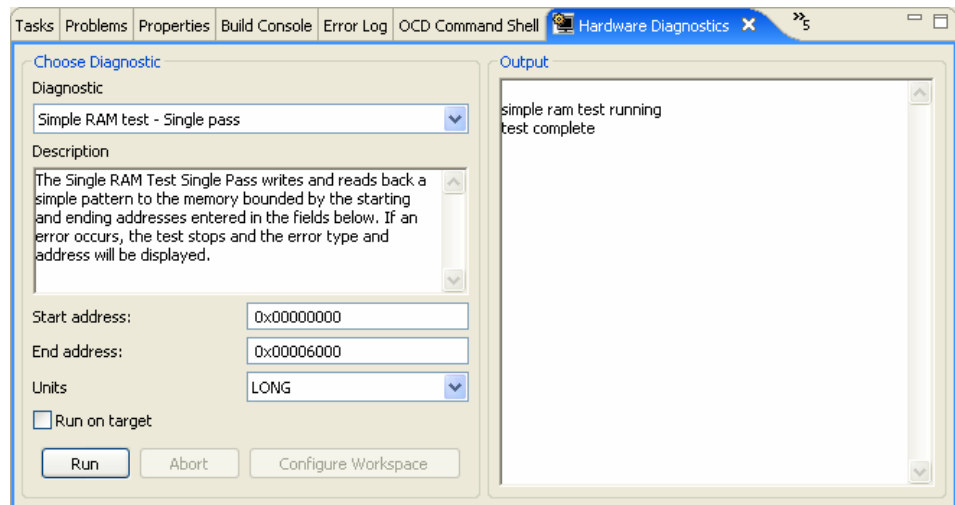 Tasks Problems Properties Build Console Error Log OCD Command Shell Hardware Diagnostics »5
Choose Diagnostic
Diagnostic
Simple RAM test - Single pass
Description
The Single RAM Test Single Pass writes and reads back a
simple pattern to the memory bounded by the starting
and ending addresses entered in the fields below. If an
error occurs, the test stops and the error type and
address will be displayed.
Start address: 0x00000000
End address: 0x00006000
Units LONG
Run on target
Run Abort Configure Workspace
Output
simple ram test running
test complete